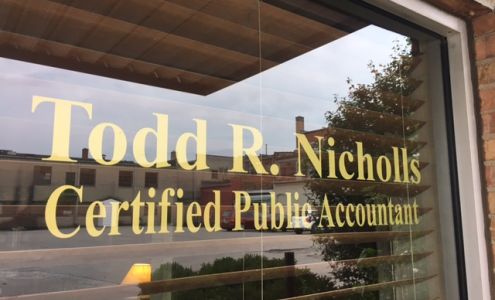 Todd R. Nicholls
Certified Public Accountant